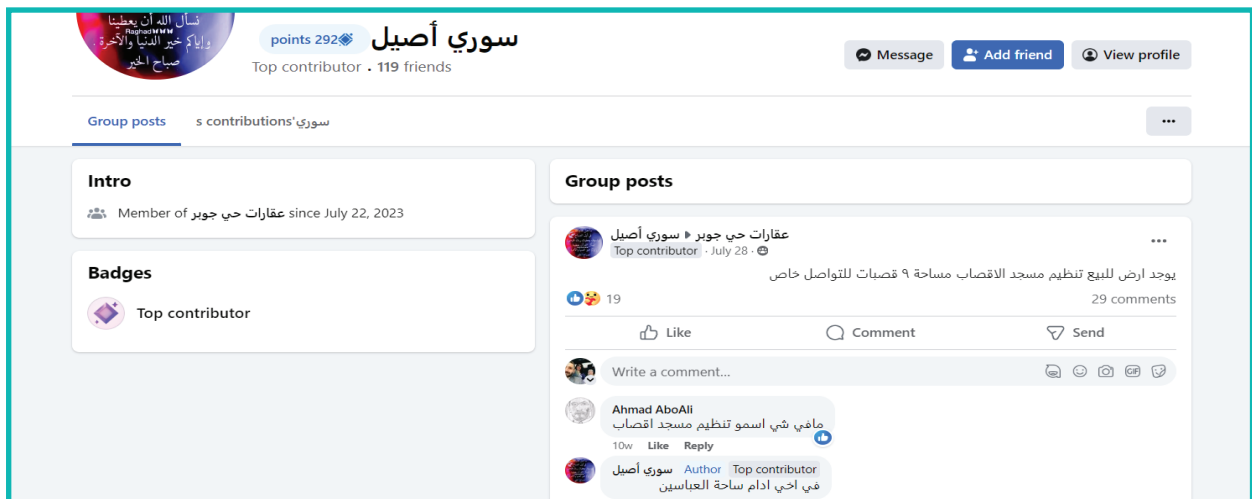 نسأل الله أن يعطينا
RaghadWWW
وإياكم خير الدنيا والآخرة .
صباح الخير
سوري أصيل
points 292
Top contributor . 119 friends
Message
Add friend
View profile
Group posts
s contributions'سوري
...
Intro
Member of عقارات حي جوبر since July 22, 2023
Badges
Top contributor
Group posts
عقارات حي جوبر ◂ سوري أصيل
Top contributor · July 28 ·
...
يوجد ارض للبيع تنظيم مسجد الاقصاب مساحة ٩ قصبات للتواصل خاص
19
29 comments
Like
Comment
Send
Write a comment...
GIF
Ahmad AboAli
مافي شي اسمو تنظيم مسجد اقصاب
10w Like Reply
سوري أصيل Author Top contributor
في اخي ادام ساحة العباسين